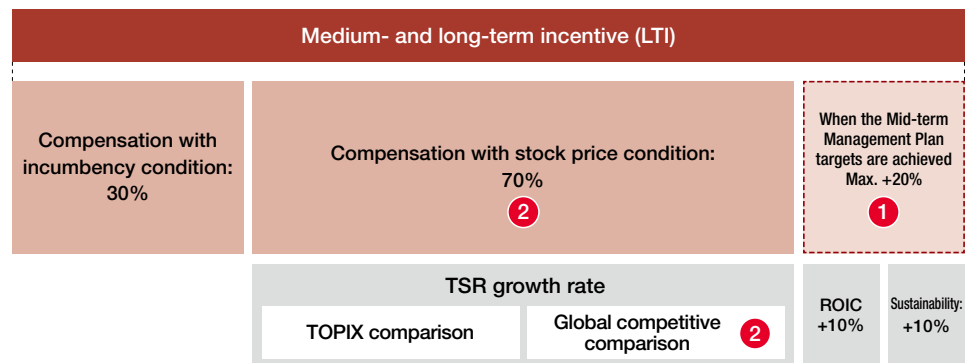 Medium- and long-term incentive (LTI)
Compensation with
incumbency condition:
30%
Compensation with stock price condition:
70%
2
When the Mid-term
Management Plan
targets are achieved
Max. +20%
1
TSR growth rate
TOPIX comparison
Global competitive
comparison
2
ROIC
+10%
Sustainability:
+10%